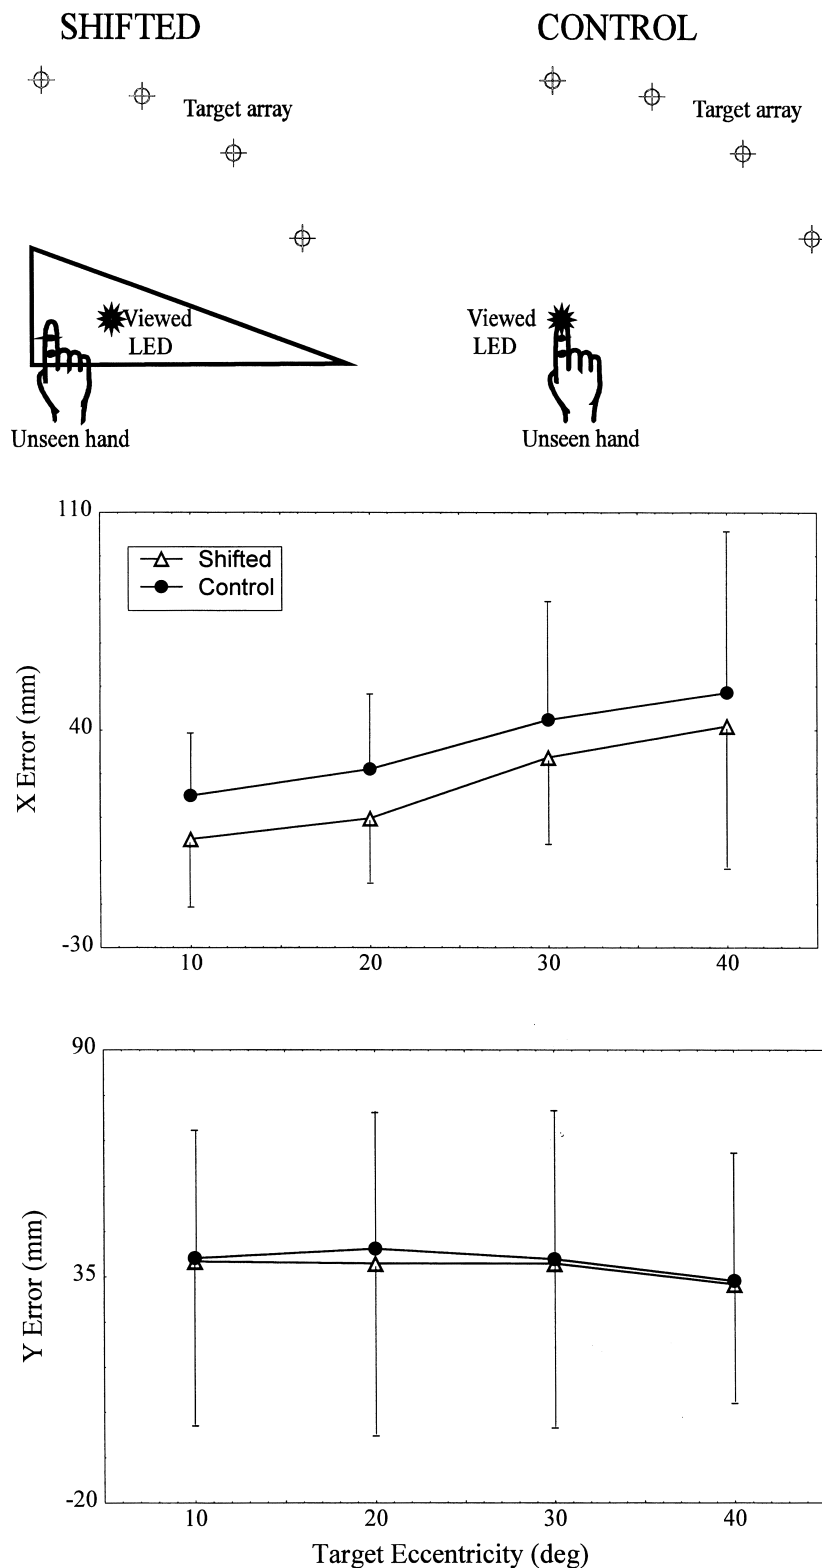 SHIFTED
CONTROL
Target array
Target array
Viewed
LED
Viewed
LED
Unseen hand
Unseen hand
110
40
-30
X Error (mm)
Shifted
Control
10 20 30 40
90
35
-20
Y Error (mm)
10 20 30 40
Target Eccentricity (deg)